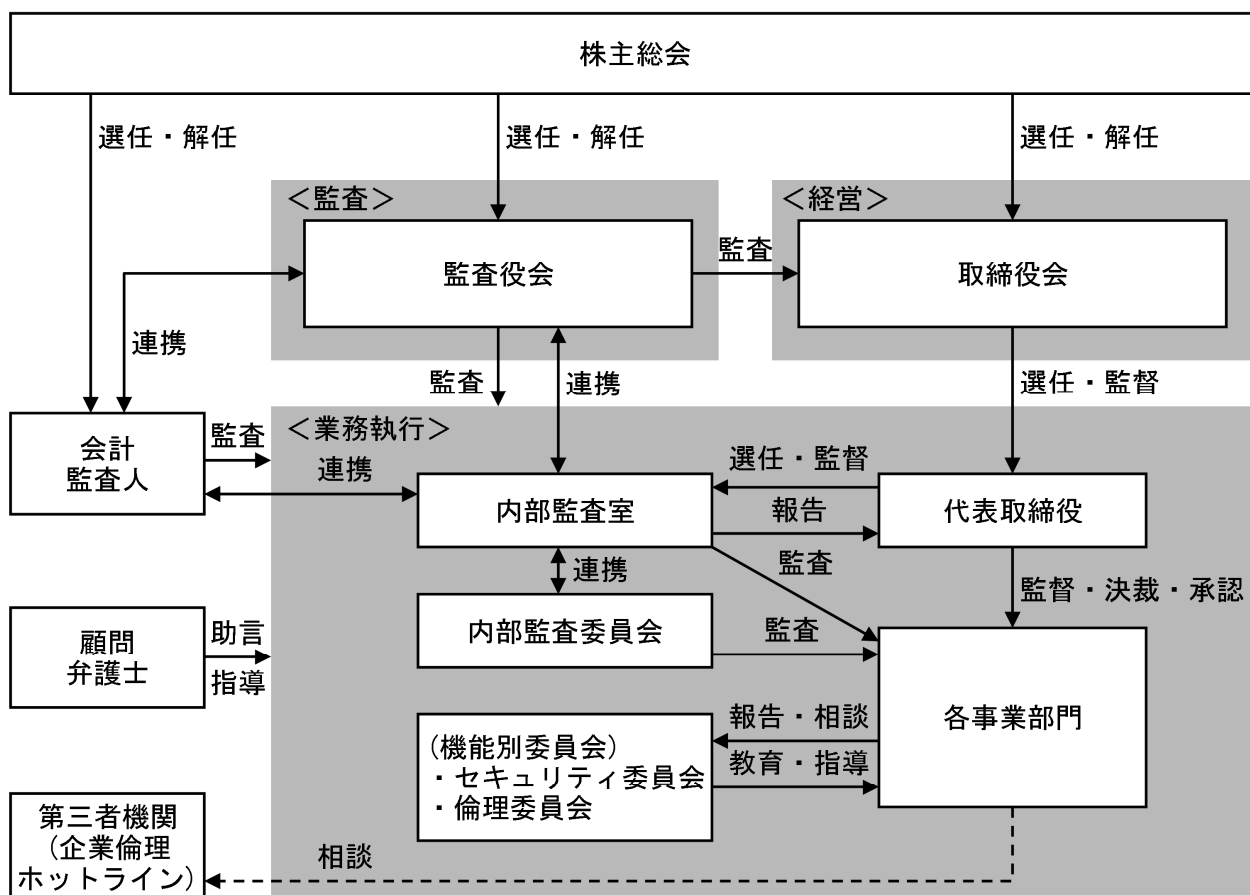 株主総会
選任・解任
選任・解任
選任・解任
＜監査＞
＜経営＞
監査役会
監査
取締役会
連携
監査
連携
選任・監督
会計
監査人
監査
＜業務執行＞
連携
選任・監督
内部監査室
報告
代表取締役
連携
監査
監督・決裁・承認
内部監査委員会
監査
顧問
弁護士
助言
指導
各事業部門
報告・相談
教育・指導
（機能別委員会）
・セキュリティ委員会
・倫理委員会
第三者機関
（企業倫理
ホットライン）
相談